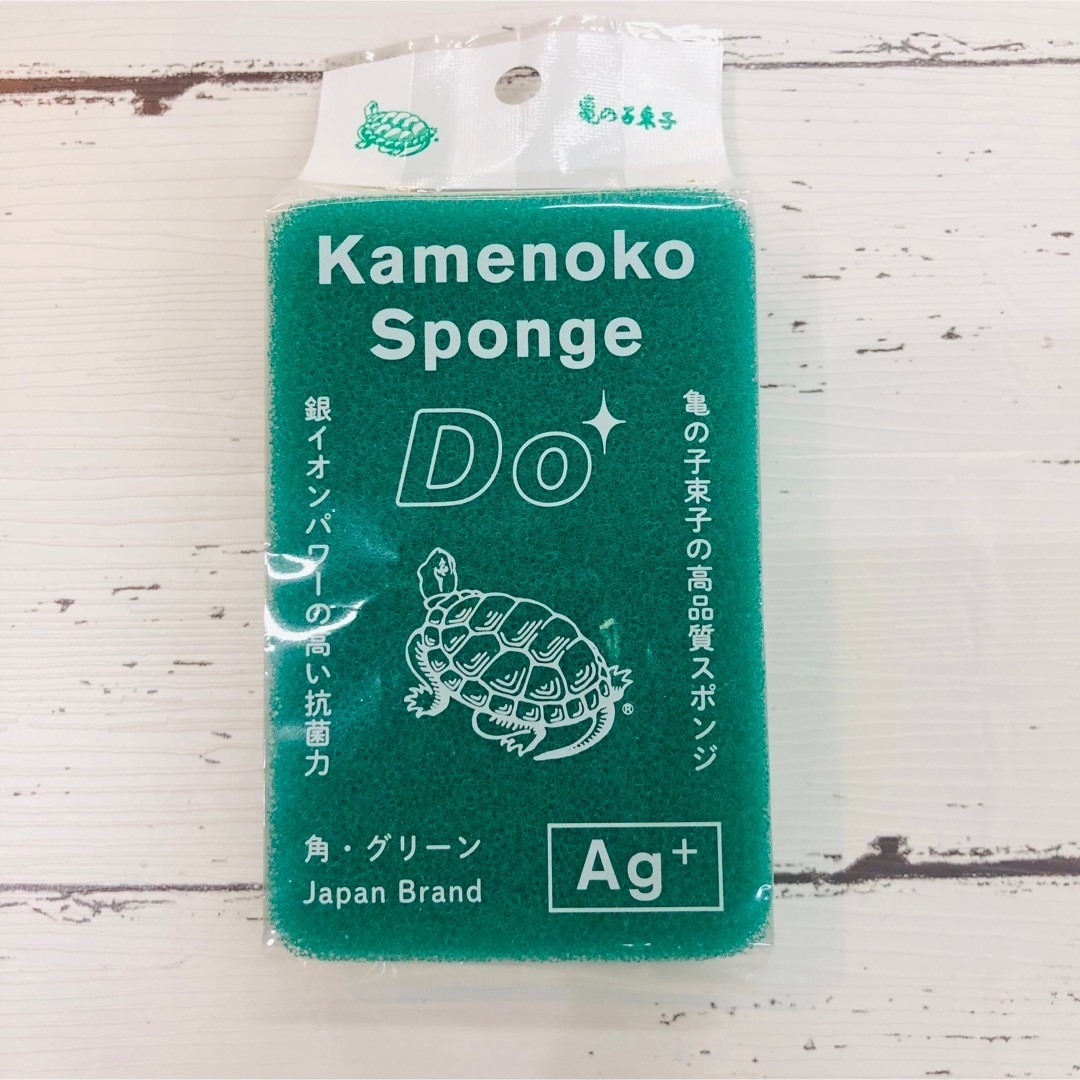 亀の子束子
Kamenoko
Sponge
Do
亀の子束子の高品質スポンジ
銀イオンパワーの高い抗菌力
®
角・グリーン
Japan Brand
Ag+